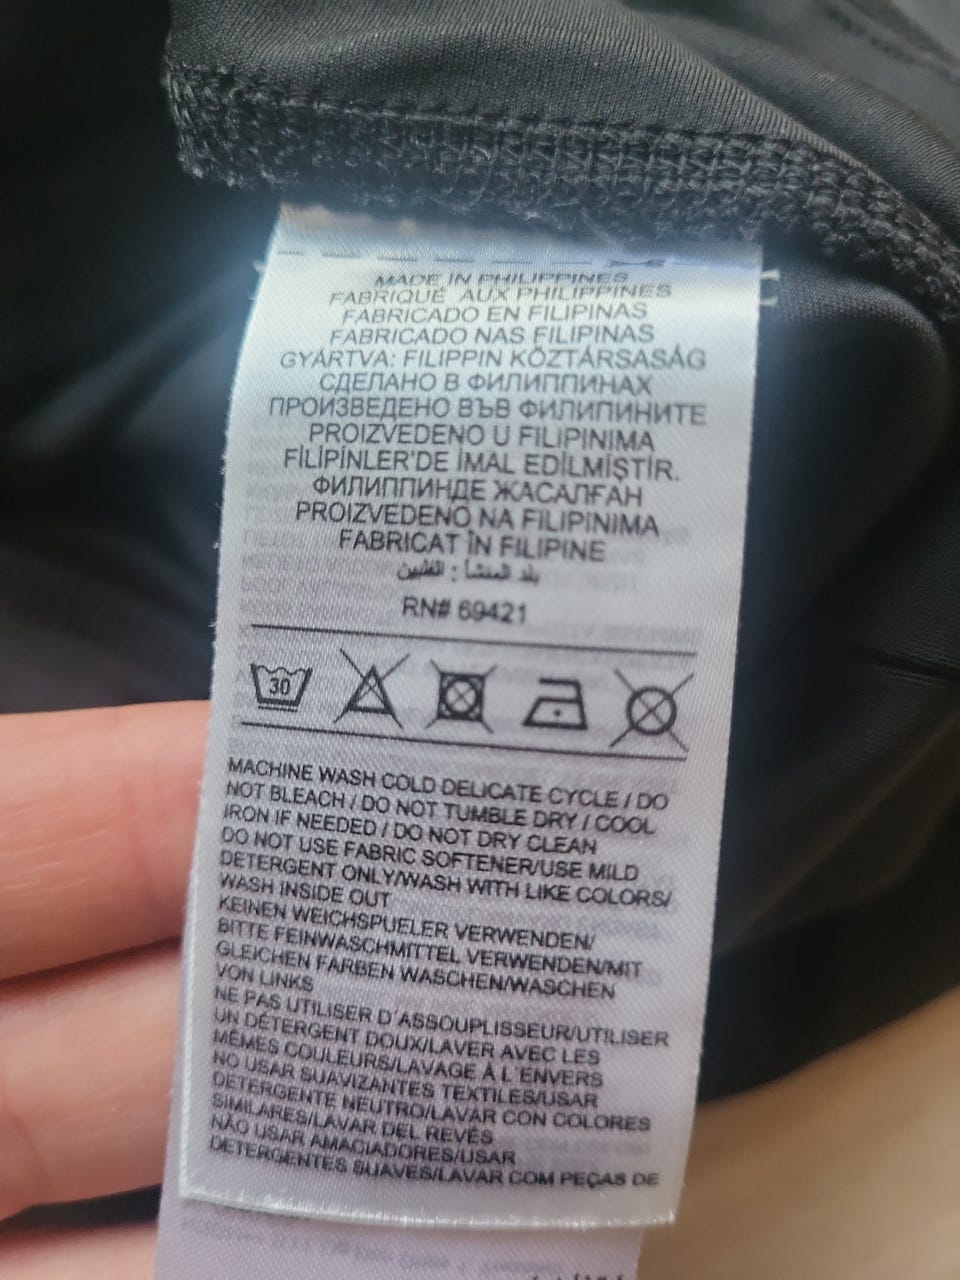 MADE IN PHILIPPINES
FABRIQUÉ AUX PHILIPPINES
FABRICADO EN FILIPINAS
FABRICADO NAS FILIPINAS
GYÁRTVA: FILIPPIN KÖZTÁRSASÁG
СДЕЛАНО В ФИЛИППИНАХ
ПРОИЗВЕДЕНО ВЪВ ФИЛИПИНИТЕ
PROIZVEDENO U FILIPINIMA
FİLİPİNLER'DE İMAL EDİLMİŞTİR.
ФИЛИППИНДЕ ЖАСАЛҒАН
PROIZVEDENO NA FILIPINIMA
FABRICAT ÎN FILIPINE
بلد المنشأ : الفلبين
RN# 69421
30
MACHINE WASH COLD DELICATE CYCLE / DO
NOT BLEACH / DO NOT TUMBLE DRY / COOL
IRON IF NEEDED / DO NOT DRY CLEAN
DO NOT USE FABRIC SOFTENER/USE MILD
DETERGENT ONLY/WASH WITH LIKE COLORS/
WASH INSIDE OUT
KEINEN WEICHSPUELER VERWENDEN/
BITTE FEINWASCHMITTEL VERWENDEN/MIT
GLEICHEN FARBEN WASCHEN/WASCHEN
VON LINKS
NE PAS UTILISER D'ASSOUPLISSEUR/UTILISER
UN DÉTERGENT DOUX/LAVER AVEC LES
MÊMES COULEURS/LAVAGE À L'ENVERS
NO USAR SUAVIZANTES TEXTILES/USAR
DETERGENTE NEUTRO/LAVAR CON COLORES
SIMILARES/LAVAR DEL REVÉS
NÃO USAR AMACIADORES/USAR
DETERGENTES SUAVES/LAVAR COM PEÇAS DE